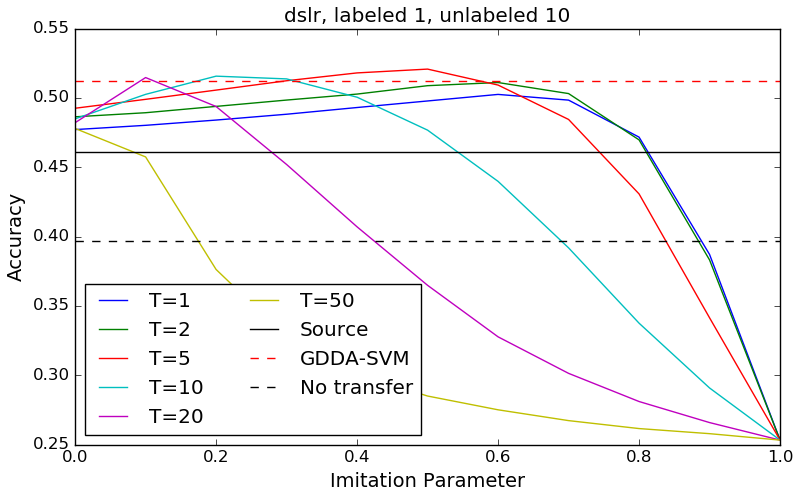 dslr, labeled 1, unlabeled 10
Accuracy
0.55
0.50
0.45
0.40
0.35
0.30
0.25
T=1
T=2
T=5
T=10
T=20
T=50
Source
GDDA-SVM
No transfer
0.0 0.2 0.4 0.6 0.8 1.0
Imitation Parameter